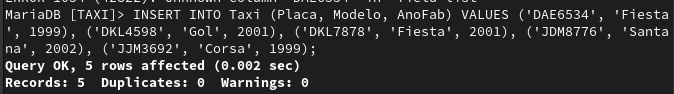 MariaDB [TAXI]> INSERT INTO Taxi (Placa, Modelo, AnoFab) VALUES ('DAE6534', 'Fiesta
', 1999), ('DKL4598', 'Gol', 2001), ('DKL7878', 'Fiesta', 2001), ('JDM8776', 'Santa
na', 2002), ('JJM3692', 'Corsa', 1999);
Query OK, 5 rows affected (0.002 sec)
Records: 5  Duplicates: 0  Warnings: 0